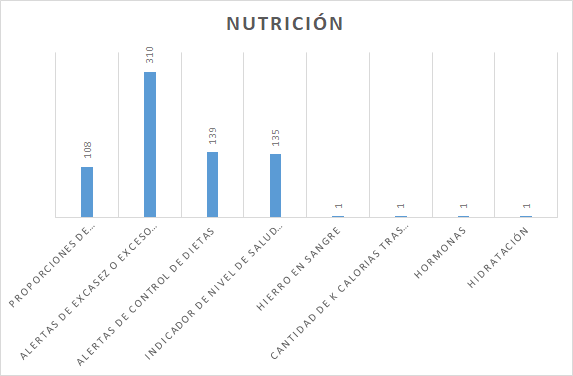 NUTRICIÓN
108
310
139
135
1
1
1
1
PROPORCIONES DE…
ALERTAS DE EXCASEZ O EXCESO…
ALERTAS DE CONTROL DE DIETAS
INDICADOR DE NIVEL DE SALUD…
HIERRO EN SANGRE
CANTIDAD DE K CALORIAS TRAS…
HORMONAS
HIDRATACIÓN